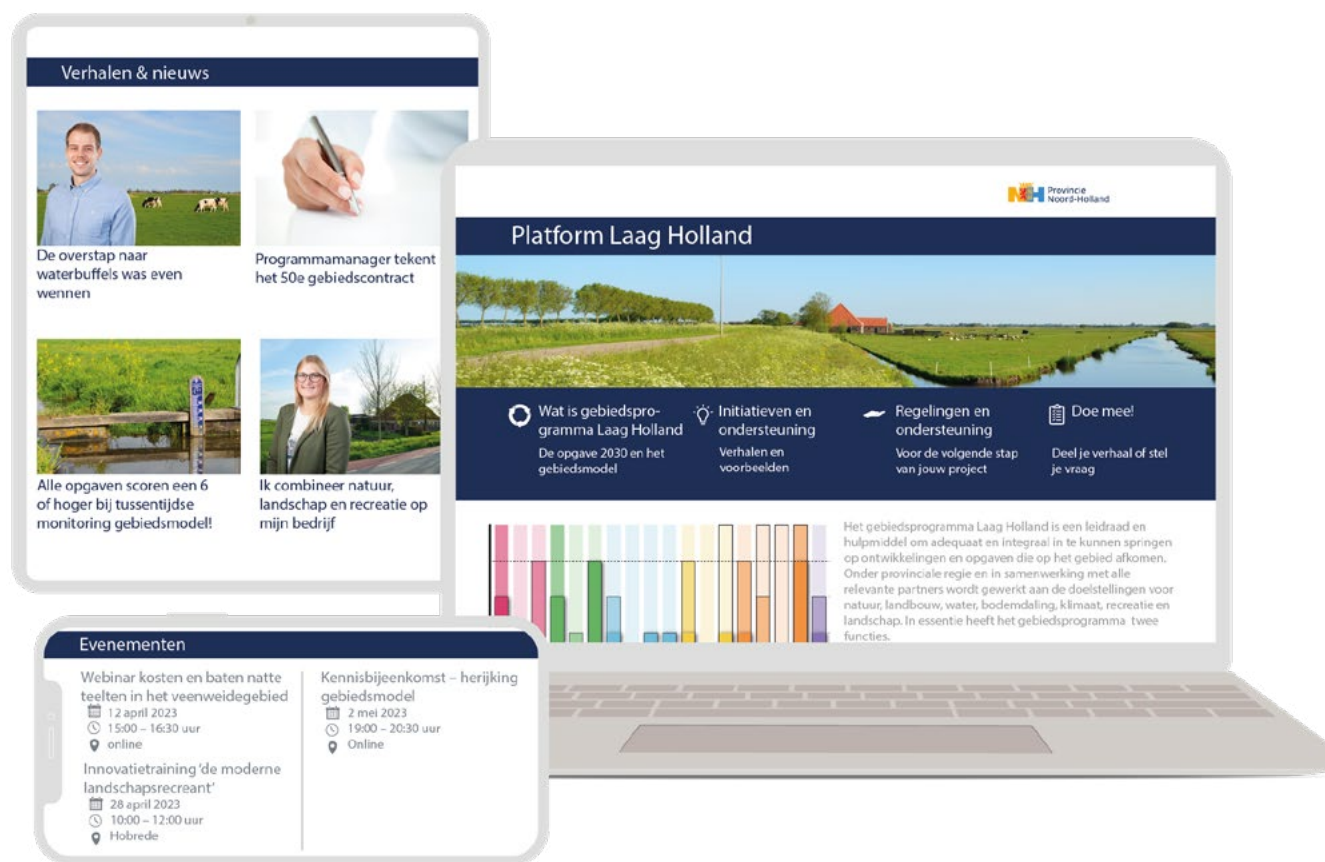 Verhalen & nieuws
De overstap naar
waterbuffels was even
wennen
Programmamanager tekent
het 50e gebiedscontract
Alle opgaven scoren een 6
of hoger bij tussentijdse
monitoring gebiedsmodel!
Ik combineer natuur,
landschap en recreatie op
mijn bedrijf
Provincie
Noord-Holland
Platform Laag Holland
Wat is gebiedspro-
gramma Laag Holland
De opgave 2030 en het
gebiedsmodel
Initiatieven en
ondersteuning
Verhalen en
voorbeelden
Regelingen en
ondersteuning
Voor de volgende stap
van jouw project
Doe mee!
Deel je verhaal of stel
je vraag
Het gebiedsprogramma Laag Holland is een leidraad en
hulpmiddel om adequaat en integraal in te kunnen springen
op ontwikkelingen en opgaven die op het gebied afkomen.
Onder provinciale regie en in samenwerking met alle
relevante partners wordt gewerkt aan de doelstellingen voor
natuur, landbouw, water, bodemdaling, klimaat, recreatie en
landschap. In essentie heeft het gebiedsprogramma twee
functies.
Evenementen
Webinar kosten en baten natte
teelten in het veenweidegebied
12 april 2023
15:00 – 16:30 uur
online
Innovatietraining 'de moderne
landschapsrecreant'
28 april 2023
10:00 – 12:00 uur
Hobrede
Kennisbijeenkomst – herijking
gebiedsmodel
2 mei 2023
19:00 – 20:30 uur
Online